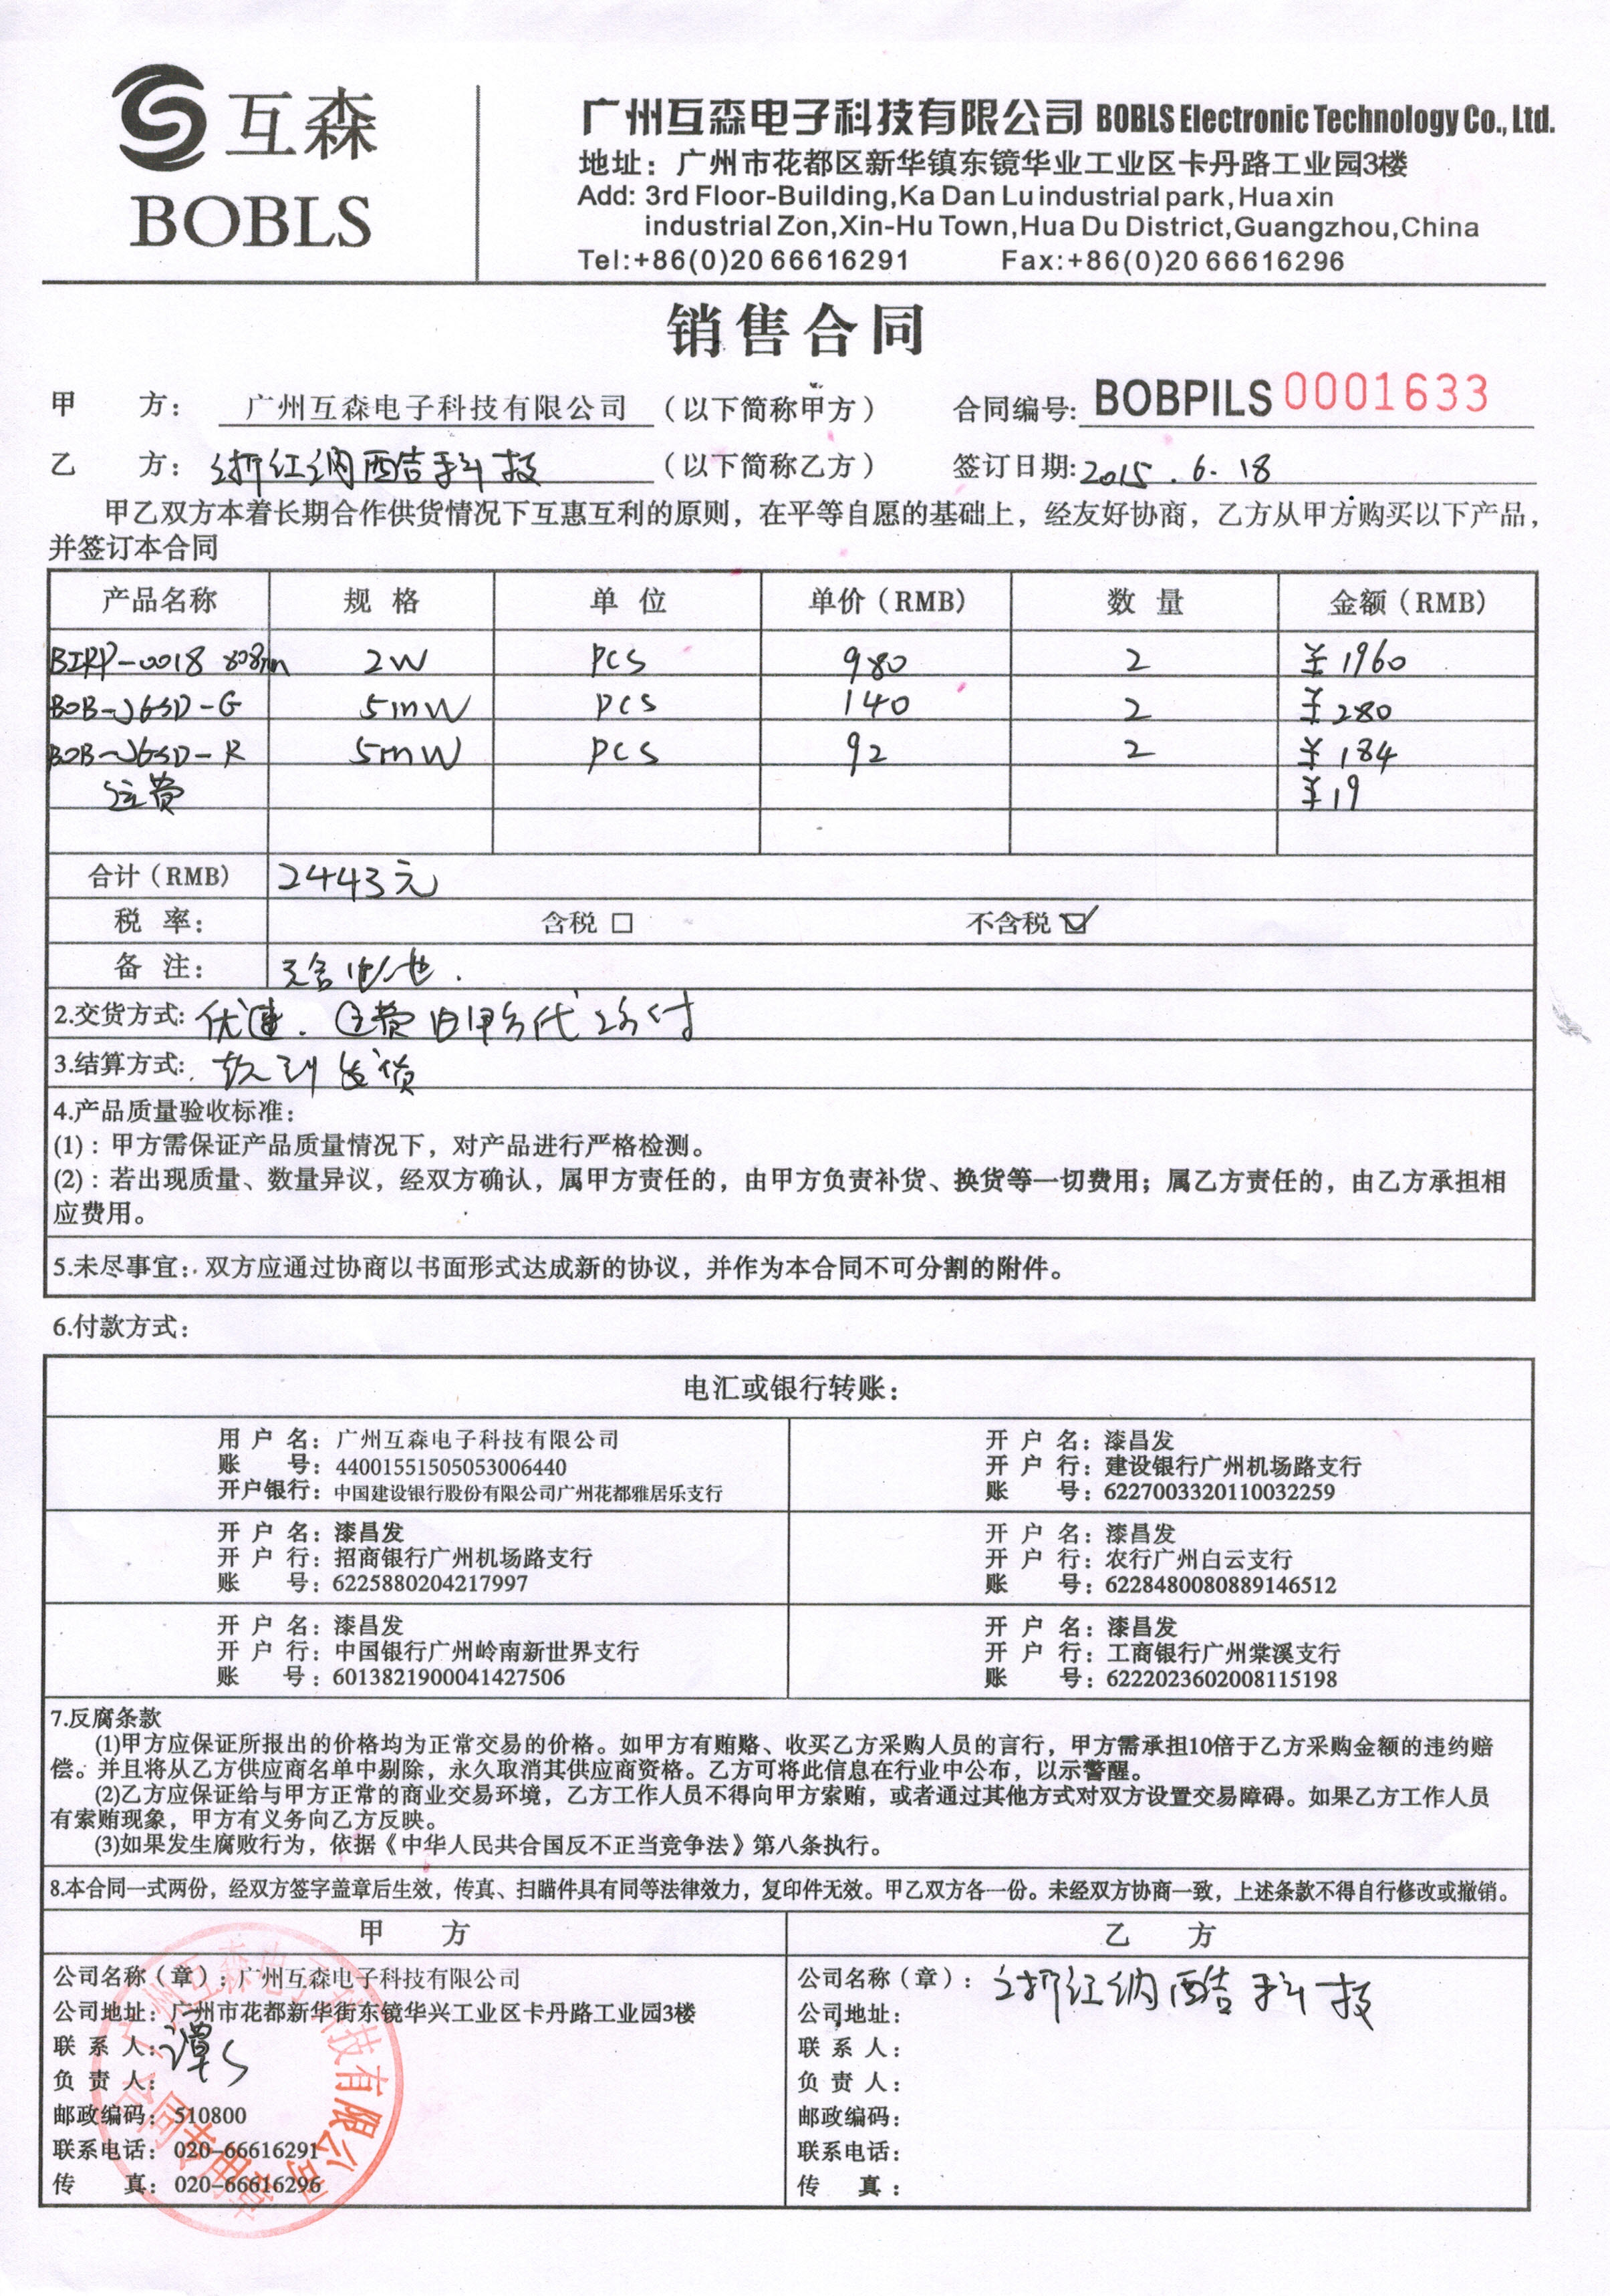 互森
BOBLS
广州互森电子科技有限公司 BOBLS Electronic Technology Co., Ltd.
地址：广州市花都区新华镇东镜华业工业区卡丹路工业园3楼
Add: 3rd Floor-Building,Ka Dan Lu industrial park,Huaxin
industrial Zon,Xin-Hu Town,Hua Du District,Guangzhou,China
Tel:+86(0)20 66616291 Fax:+86(0)20 66616296
销售合同
甲 方：广州互森电子科技有限公司（以下简称甲方） 合同编号：BOBPILS 0001633
乙 方：浙江纳酷科技（以下简称乙方） 签订日期：2015.6.18
甲乙双方本着长期合作供货情况下互惠互利的原则，在平等自愿的基础上，经友好协商，乙方从甲方购买以下产品，
并签订本合同
产品名称 规格 单位 单价（RMB） 数量 金额（RMB）
BIRP-0018 808nm 2W PCS 980 2 ¥1960
BOB-JGSD-G 5mW PCS 140 2 ¥280
BOB-JGSD-R 5mW PCS 92 2 ¥184
运费 ¥19
合计（RMB） 2443元
税 率： 含税 □ 不含税 ☑
备 注： 无含电池.
2.交货方式：优速. 运费由甲方代 付
3.结算方式：款到发货
4.产品质量验收标准：
(1)：甲方需保证产品质量情况下，对产品进行严格检测。
(2)：若出现质量、数量异议，经双方确认，属甲方责任的，由甲方负责补货、换货等一切费用；属乙方责任的，由乙方承担相
应费用。
5.未尽事宜：双方应通过协商以书面形式达成新的协议，并作为本合同不可分割的附件。
6.付款方式：
电汇或银行转账：
用 户 名：广州互森电子科技有限公司
账 号：44001551505053006440
开户银行：中国建设银行股份有限公司广州花都雅居乐支行
开 户 名：漆昌发
开 户 行：建设银行广州机场路支行
账 号：6227003320110032259
开 户 名：漆昌发
开 户 行：招商银行广州机场路支行
账 号：6225880204217997
开 户 名：漆昌发
开 户 行：农行广州白云支行
账 号：6228480080889146512
开 户 名：漆昌发
开 户 行：中国银行广州岭南新世界支行
账 号：6013821900041427506
开 户 名：漆昌发
开 户 行：工商银行广州棠溪支行
账 号：6222023602008115198
7.反腐条款
(1)甲方应保证所报出的价格均为正常交易的价格。如甲方有贿赂、收买乙方采购人员的言行，甲方需承担10倍于乙方采购金额的违约赔
偿。并且将从乙方供应商名单中剔除，永久取消其供应商资格。乙方可将此信息在行业中公布，以示警醒。
(2)乙方应保证给与甲方正常的商业交易环境，乙方工作人员不得向甲方索贿，或者通过其他方式对双方设置交易障碍。如果乙方工作人员
有索贿现象，甲方有义务向乙方反映。
(3)如果发生腐败行为，依据《中华人民共合国反不正当竞争法》第八条执行。
8.本合同一式两份，经双方签字盖章后生效，传真、扫瞄件具有同等法律效力，复印件无效。甲乙双方各一份。未经双方协商一致，上述条款不得自行修改或撤销。
甲 方
公司名称（章）：广州互森电子科技有限公司
公司地址：广州市花都新华街东镜华兴工业区卡丹路工业园3楼
联 系 人：谭
负 责 人：
邮政编码：510800
联系电话：020-66616291
传 真：020-66616296
广州互森电子科技有限公司
合同专用章
乙 方
公司名称（章）：浙江纳酷科技
公司地址：
联 系 人：
负 责 人：
邮政编码：
联系电话：
传 真：